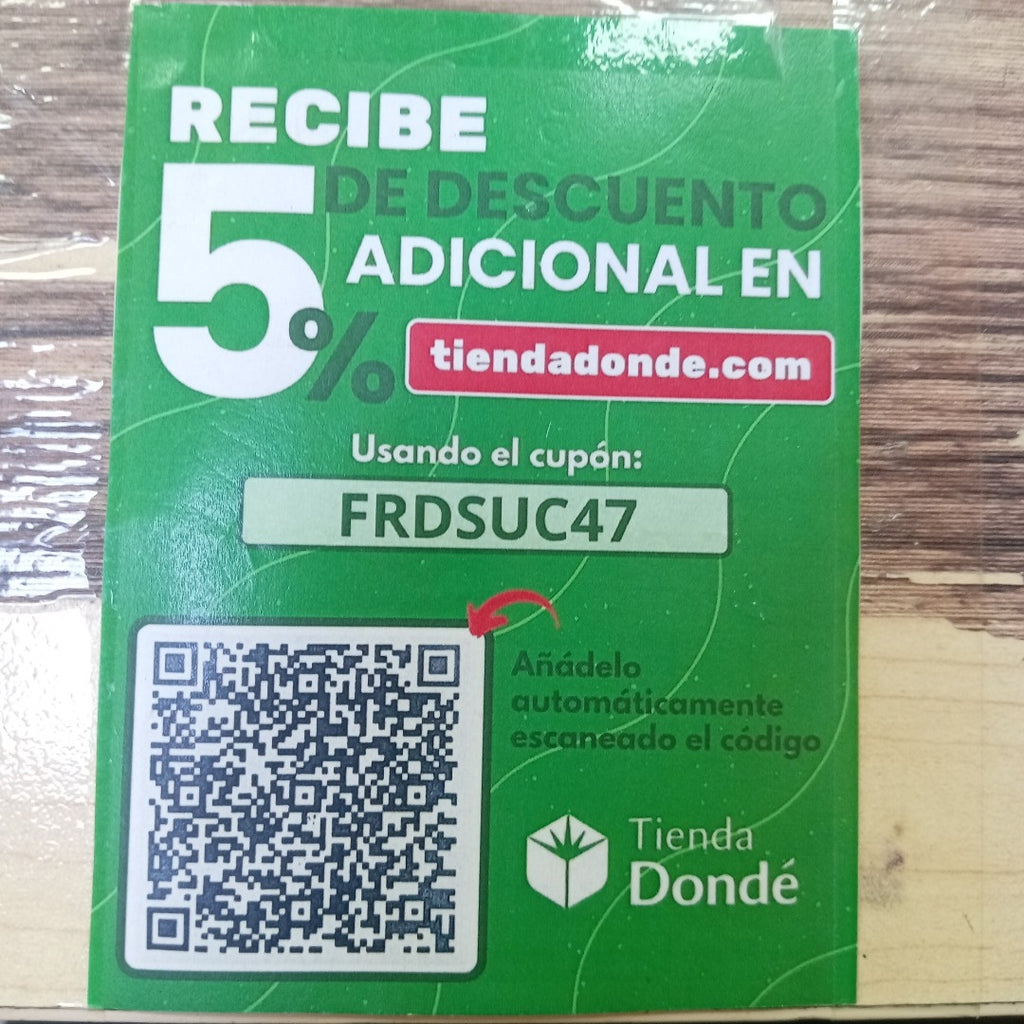 RECIBE
5% DE DESCUENTO
ADICIONAL EN
tiendadonde.com
Usando el cupón:
FRDSUC47
Añádelo
automáticamente
escaneado el código
Tienda
Dondé